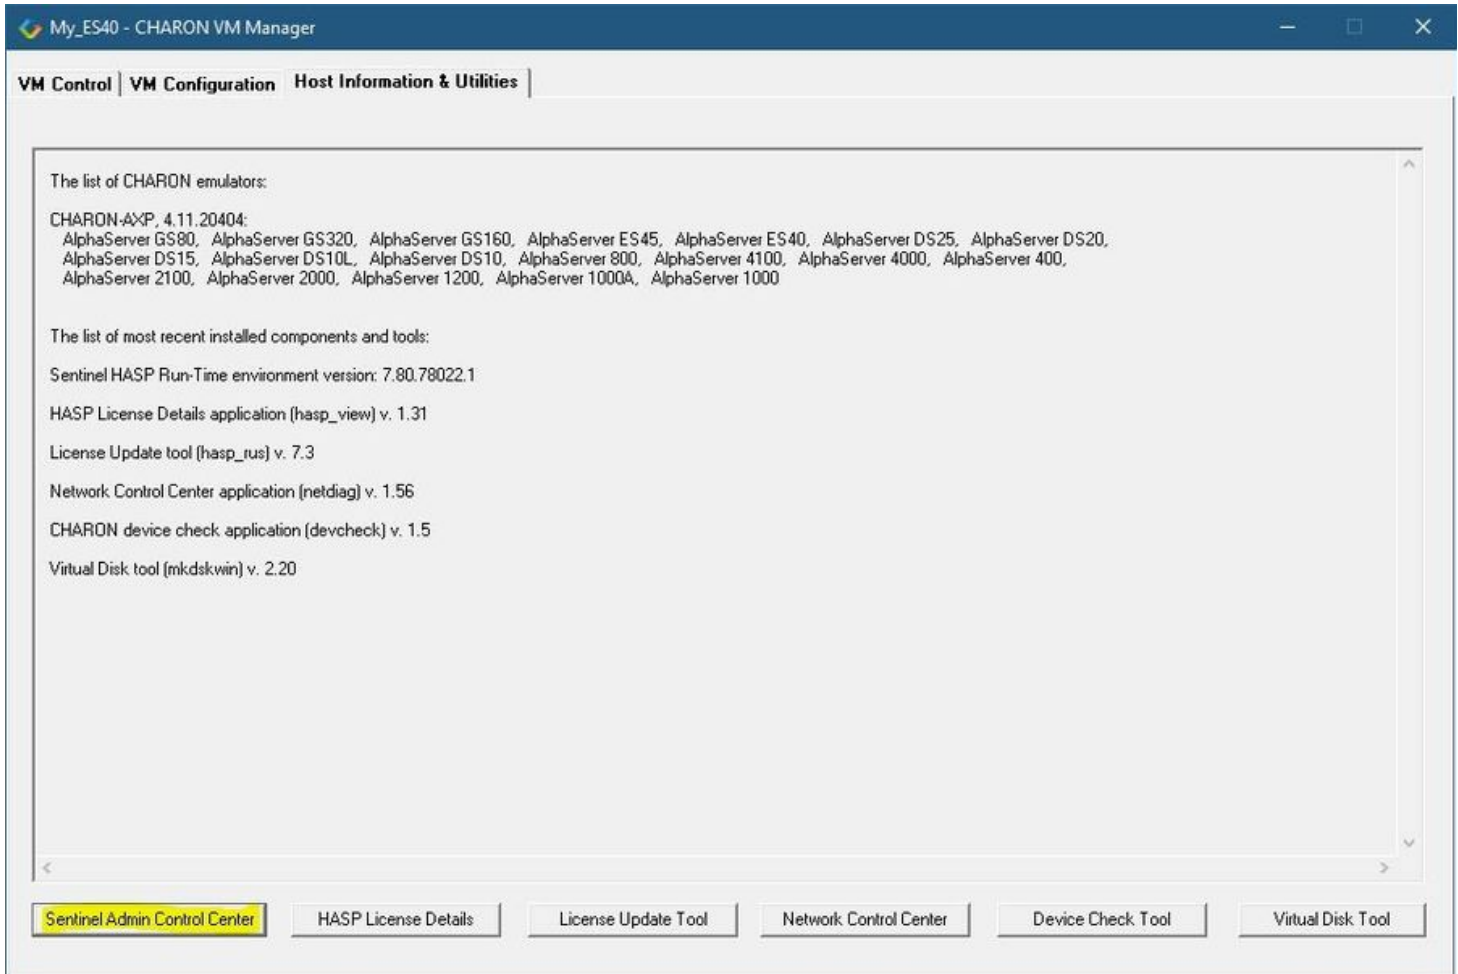 My_ES40 - CHARON VM Manager
VM Control VM Configuration Host Information & Utilities
The list of CHARON emulators:
CHARON-AXP, 4.11.20404:
AlphaServer GS80, AlphaServer GS320, AlphaServer GS160, AlphaServer ES45, AlphaServer ES40, AlphaServer DS25, AlphaServer DS20,
AlphaServer DS15, AlphaServer DS10L, AlphaServer DS10, AlphaServer 800, AlphaServer 4100, AlphaServer 4000, AlphaServer 400,
AlphaServer 2100, AlphaServer 2000, AlphaServer 1200, AlphaServer 1000A, AlphaServer 1000
The list of most recent installed components and tools:
Sentinel HASP Run-Time environment version: 7.80.78022.1
HASP License Details application (hasp_view) v. 1.31
License Update tool (hasp_rus) v. 7.3
Network Control Center application (netdiag) v. 1.56
CHARON device check application (devcheck) v. 1.5
Virtual Disk tool (mkdskwin) v. 2.20
Sentinel Admin Control Center HASP License Details License Update Tool Network Control Center Device Check Tool Virtual Disk Tool